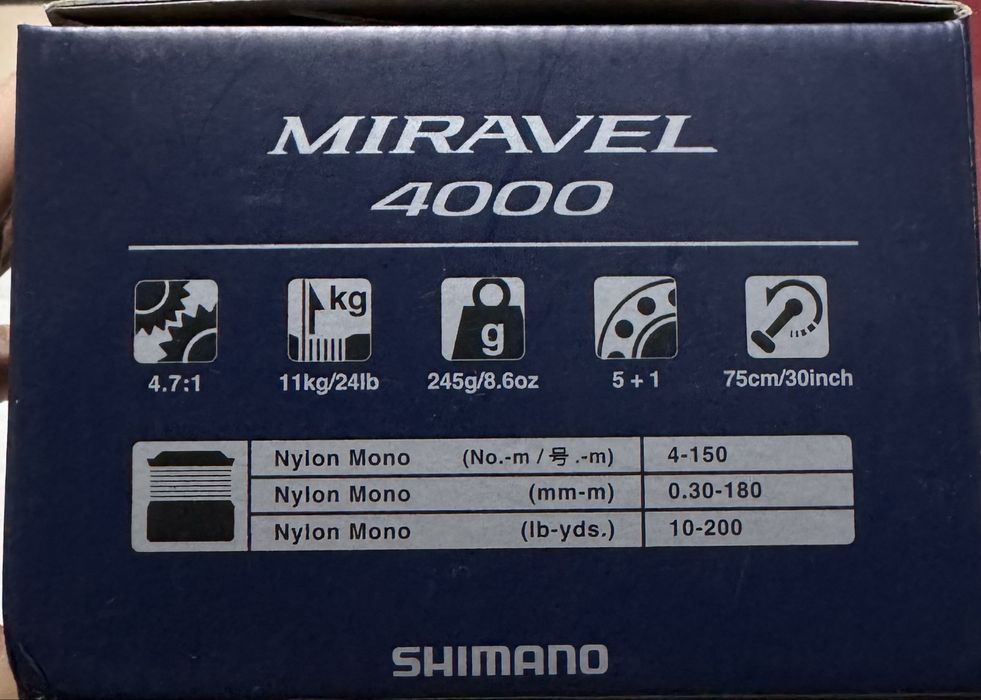 MIRAVEL
4000
kg
g
4.7:1 11kg/24lb 245g/8.6oz 5+1 75cm/30inch
Nylon Mono (No.-m / 号.-m) 4-150
Nylon Mono (mm-m) 0.30-180
Nylon Mono (lb-yds.) 10-200
SHIMANO